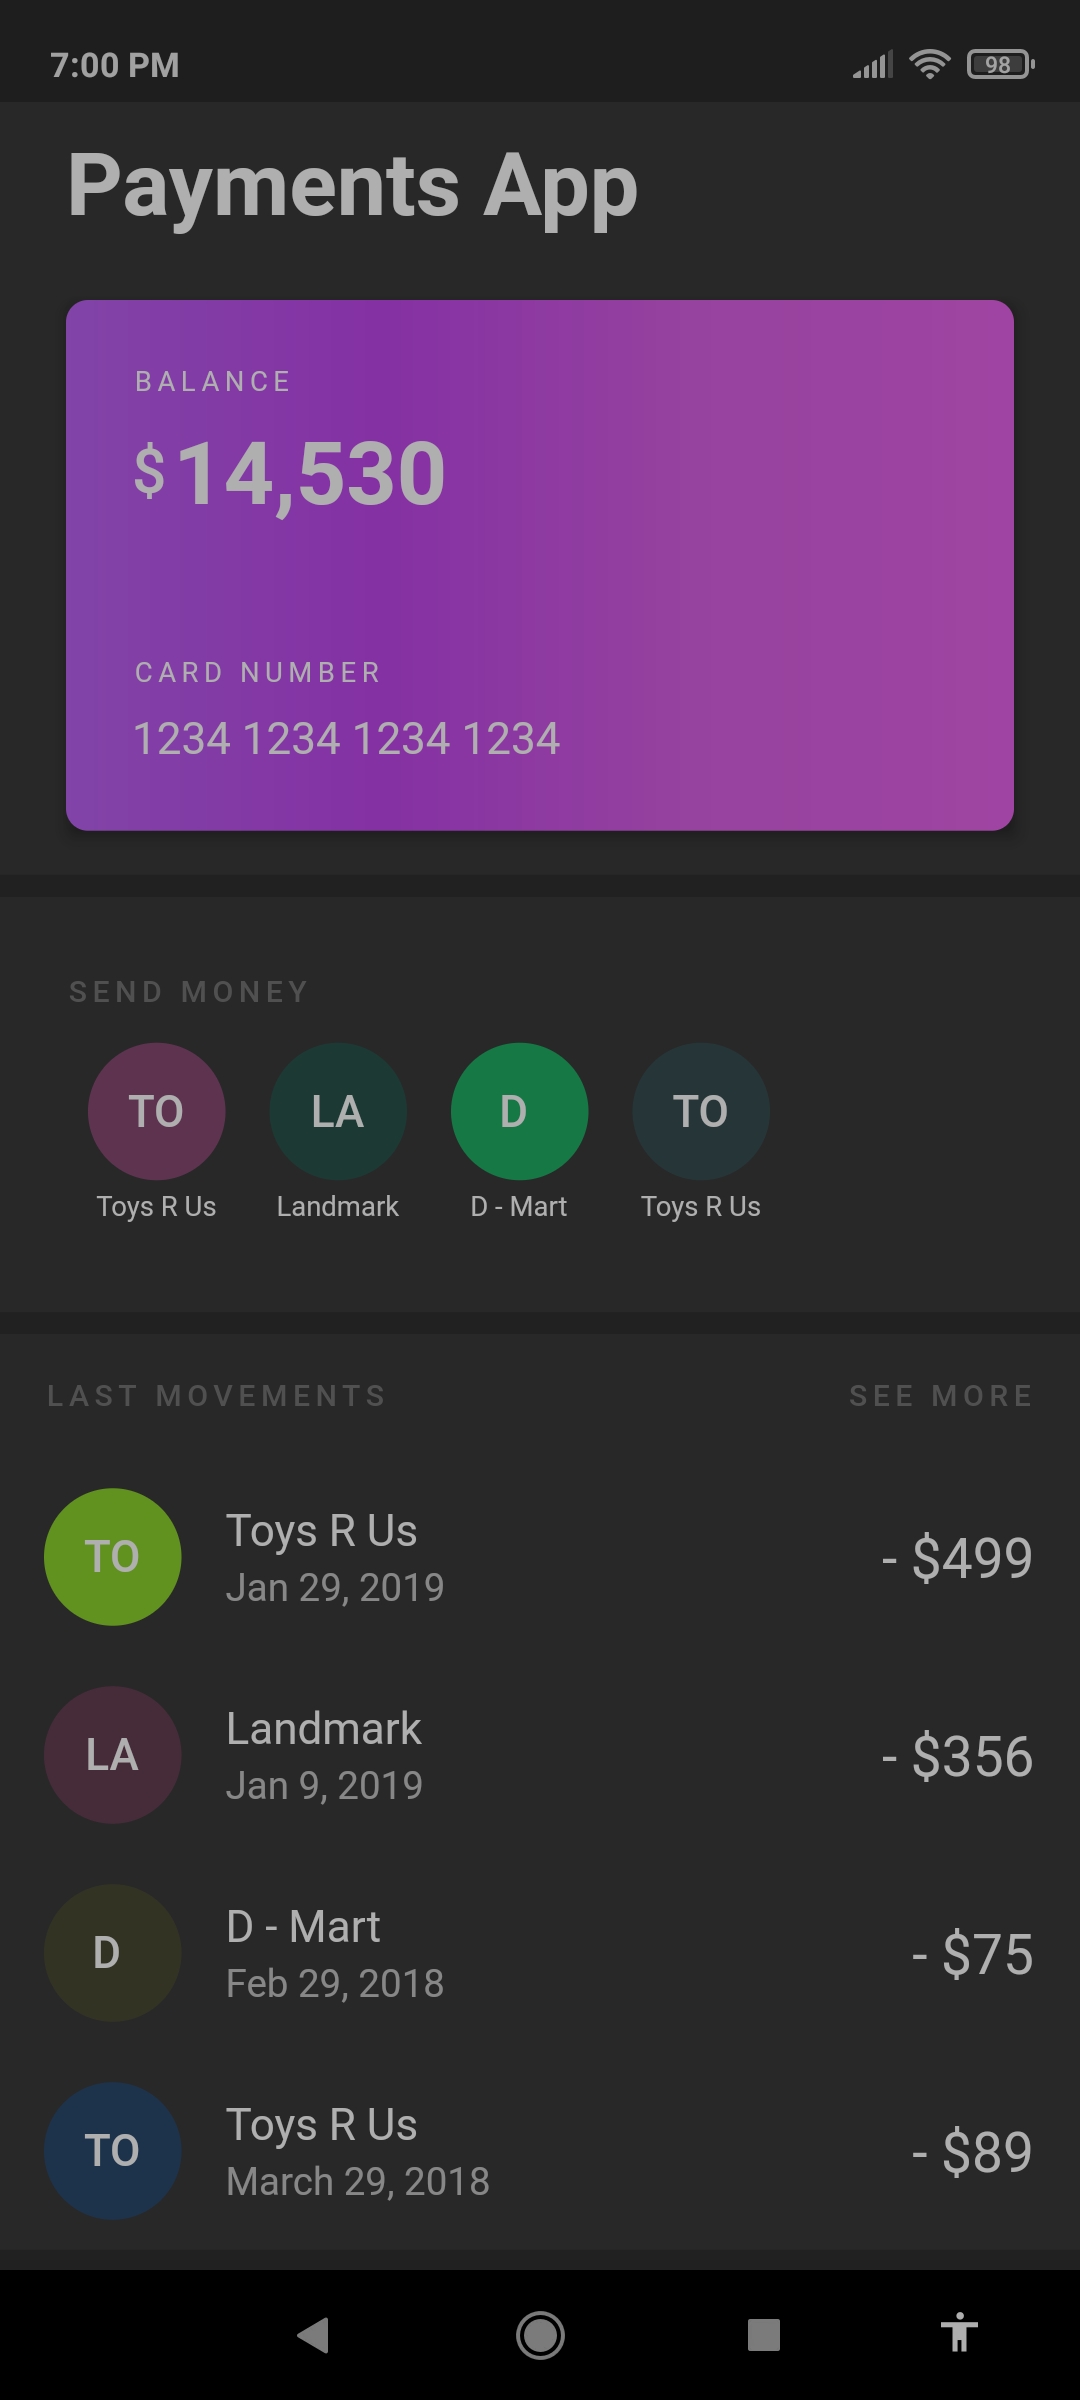 7:00 PM
98
Payments App
BALANCE
$14,530
CARD NUMBER
1234 1234 1234 1234
SEND MONEY
TO LA D TO
Toys R Us Landmark D - Mart Toys R Us
LAST MOVEMENTS SEE MORE
TO
Toys R Us
Jan 29, 2019
- $499
LA
Landmark
Jan 9, 2019
- $356
D
D - Mart
Feb 29, 2018
- $75
TO
Toys R Us
March 29, 2018
- $89